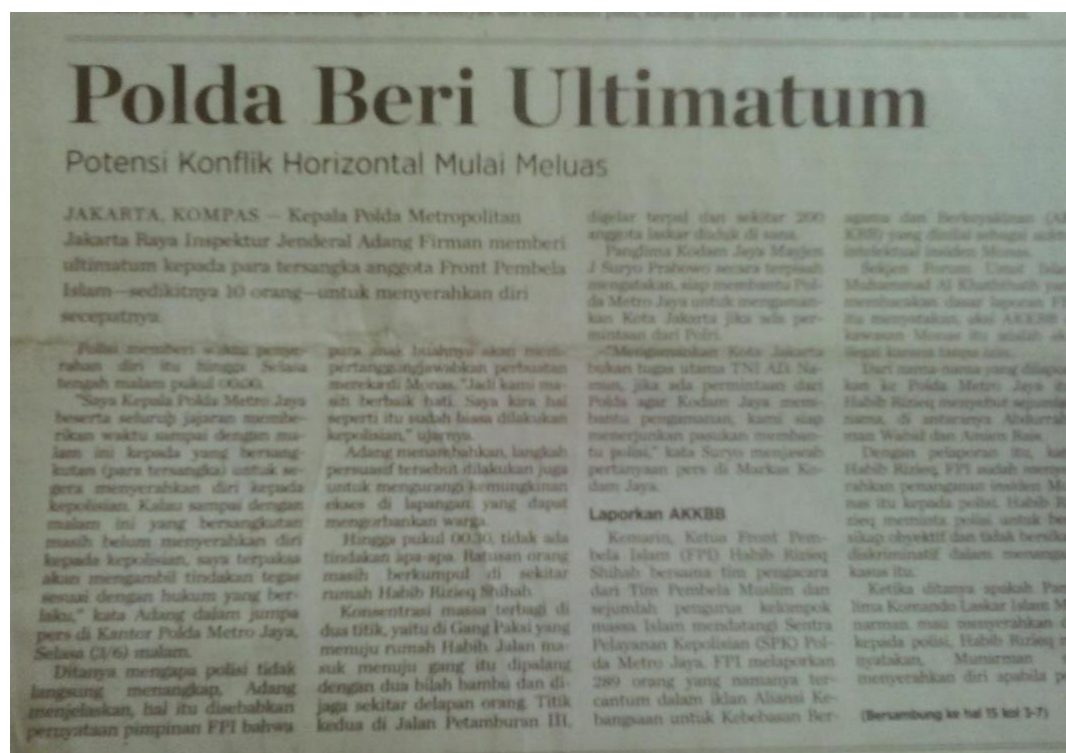 Polda Beri Ultimatum
Potensi Konflik Horizontal Mulai Meluas
JAKARTA, KOMPAS — Kepala Polda Metropolitan
Jakarta Raya Inspektur Jenderal Adang Firman memberi
ultimatum kepada para tersangka anggota Front Pembela
Islam—sedikitnya 10 orang—untuk menyerahkan diri
secepatnya.
Polisi memberi waktu penye-
rahan diri itu hingga Selasa
tengah malam pukul 00.00.
"Saya Kepala Polda Metro Jaya
beserta seluruh jajaran membe-
rikan waktu sampai dengan ma-
lam ini kepada yang bersang-
kutan (para tersangka) untuk se-
gera menyerahkan diri kepada
kepolisian. Kalau sampai dengan
malam ini yang bersangkutan
masih belum menyerahkan diri
kepada kepolisian, saya terpaksa
akan mengambil tindakan tegas
sesuai dengan hukum yang ber-
laku," kata Adang dalam jumpa
pers di Kantor Polda Metro Jaya,
Selasa (3/6) malam.
Ditanya mengapa polisi tidak
langsung menangkap, Adang
menjelaskan, hal itu disebabkan
pernyataan pimpinan FPI bahwa
para anak buahnya akan mem-
pertanggungjawabkan perbuatan
mereka di Monas. "Jadi kami ma-
sih berbaik hati. Saya kira hal
seperti itu sudah biasa dilakukan
kepolisian," ujarnya.
Adang menambahkan, langkah
persuasif tersebut dilakukan juga
untuk mengurangi kemungkinan
ekses di lapangan yang dapat
mengorbankan warga.
Hingga pukul 00.30, tidak ada
tindakan apa-apa. Ratusan orang
masih berkumpul di sekitar
rumah Habib Rizieq Shihab.
Konsentrasi massa terbagi di
dua titik, yaitu di Gang Paksi yang
menuju rumah Habib. Jalan ma-
suk menuju gang itu dipalang
dengan dua bilah bambu dan di-
jaga sekitar delapan orang. Titik
kedua di Jalan Petamburan III,
digelar terpal dan sekitar 200
anggota laskar duduk di sana.
Panglima Kodam Jaya Mayjen
J Suryo Prabowo secara terpisah
mengatakan, siap membantu Pol-
da Metro Jaya untuk mengaman-
kan Kota Jakarta jika ada per-
mintaan dari Polri.
"Mengamankan Kota Jakarta
bukan tugas utama TNI AD. Na-
mun, jika ada permintaan dari
Polda agar Kodam Jaya mem-
bantu pengamanan, kami siap
menerjunkan pasukan memban-
tu polisi," kata Suryo menjawab
pertanyaan pers di Markas Ko-
dam Jaya.
Laporkan AKKBB
Kemarin, Ketua Front Pem-
bela Islam (FPI) Habib Rizieq
Shihab bersama tim pengacara
dari Tim Pembela Muslim dan
sejumlah pengurus kelompok
massa Islam mendatangi Sentra
Pelayanan Kepolisian (SPK) Pol-
da Metro Jaya. FPI melaporkan
289 orang yang namanya ter-
cantum dalam iklan Aliansi Ke-
bangsaan untuk Kebebasan Ber-
agama dan Berkeyakinan (AK
KBB) yang dinilai sebagai
intelektual insiden Monas.
Sekjen Forum Umat Islam
Muhammad Al Khaththath
membacakan dasar laporan
itu menyatakan, aksi AKKBB
kawasan Monas itu adalah
ilegal karena tanpa izin.
Dari nama-nama yang
kan ke Polda Metro Jaya
Habib Rizieq menyebut
nama, di antaranya Abdurrah-
man Wahid dan Amien Rais.
Dengan pelaporan itu,
Habib Rizieq, FPI sudah
rahkan penanganan insiden
nas itu kepada polisi. Habib
zieq meminta polisi untuk
sikap obyektif dan tidak
diskriminatif dalam
kasus itu.
Ketika ditanya apakah Pang
lima Komando Laskar Islam
narman mau menyerahkan
kepada polisi, Habib Rizieq
nyatakan, Munarman
menyerahkan diri apabila
(Bersambung ke hal 15 kol 3-7)